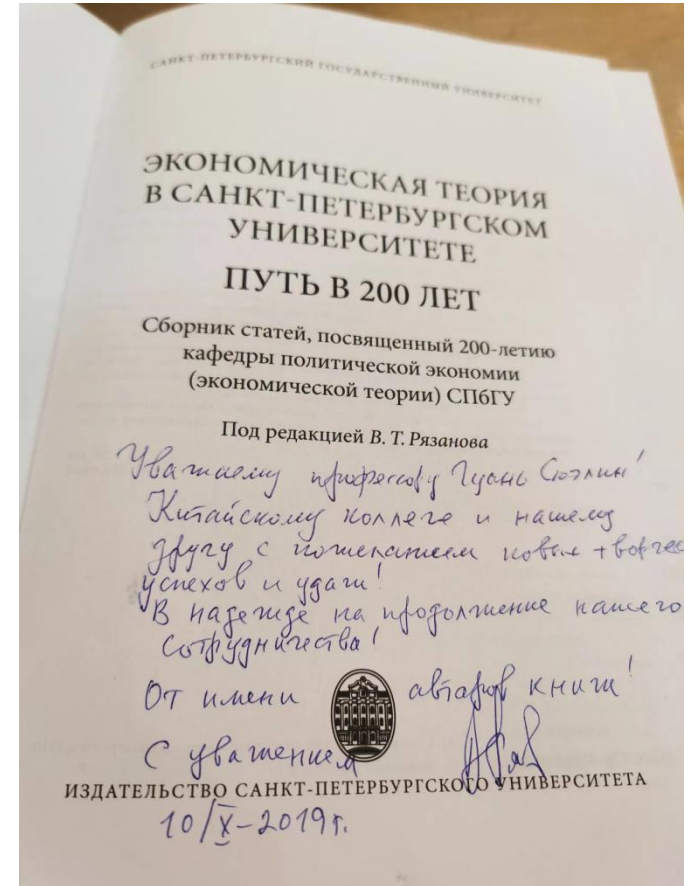 САНКТ-ПЕТЕРБУРГСКИЙ ГОСУДАРСТВЕННЫЙ УНИВЕРСИТЕТ
ЭКОНОМИЧЕСКАЯ ТЕОРИЯ
В САНКТ-ПЕТЕРБУРГСКОМ
УНИВЕРСИТЕТЕ
ПУТЬ В 200 ЛЕТ
Сборник статей, посвященный 200-летию
кафедры политической экономии
(экономической теории) СПбГУ
Под редакцией В. Т. Рязанова
Уважаемому профессору Гуань Сюэлин!
Китайскому коллеге и нашему
другу с пожеланием новых творчес
успехов и удачи!
В надежде на продолжение нашего
сотрудничества!
От имени авторов книги!
С уважением
ИЗДАТЕЛЬСТВО САНКТ-ПЕТЕРБУРГСКОГО УНИВЕРСИТЕТА
10/X-2019г.